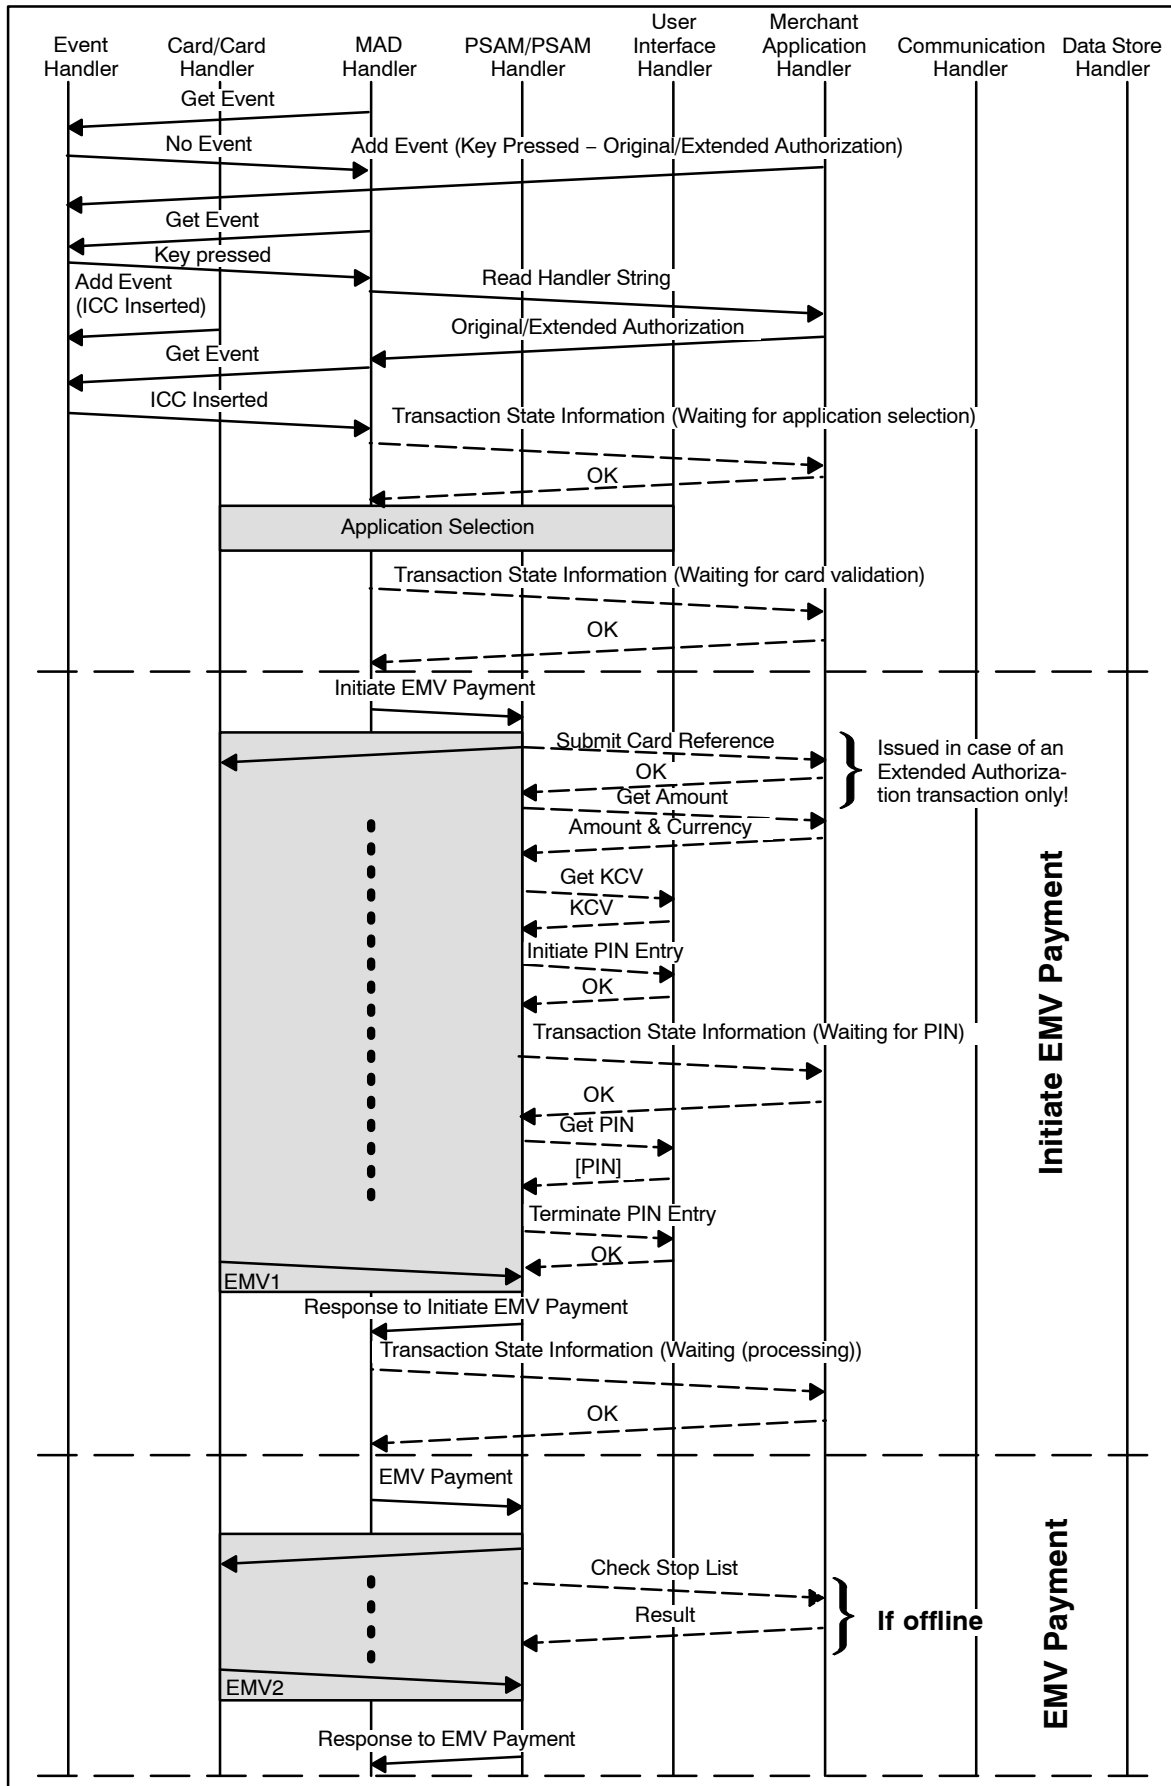 Event
Handler
Card/Card
Handler
MAD
Handler
PSAM/PSAM
Handler
User
Interface
Handler
Merchant
Application
Handler
Communication
Handler
Data Store
Handler
Get Event
No Event
Add Event (Key Pressed – Original/Extended Authorization)
Get Event
Key pressed
Add Event
(ICC Inserted)
Read Handler String
Original/Extended Authorization
Get Event
ICC Inserted
Transaction State Information (Waiting for application selection)
OK
Application Selection
Transaction State Information (Waiting for card validation)
OK
Initiate EMV Payment
Submit Card Reference
OK
Issued in case of an
Extended Authoriza-
tion transaction only!
Get Amount
Amount & Currency
Get KCV
KCV
Initiate PIN Entry
OK
Transaction State Information (Waiting for PIN)
OK
Get PIN
[PIN]
Terminate PIN Entry
OK
EMV1
Initiate EMV Payment
Response to Initiate EMV Payment
Transaction State Information (Waiting (processing))
OK
EMV Payment
Check Stop List
Result
If offline
EMV2
EMV Payment
Response to EMV Payment